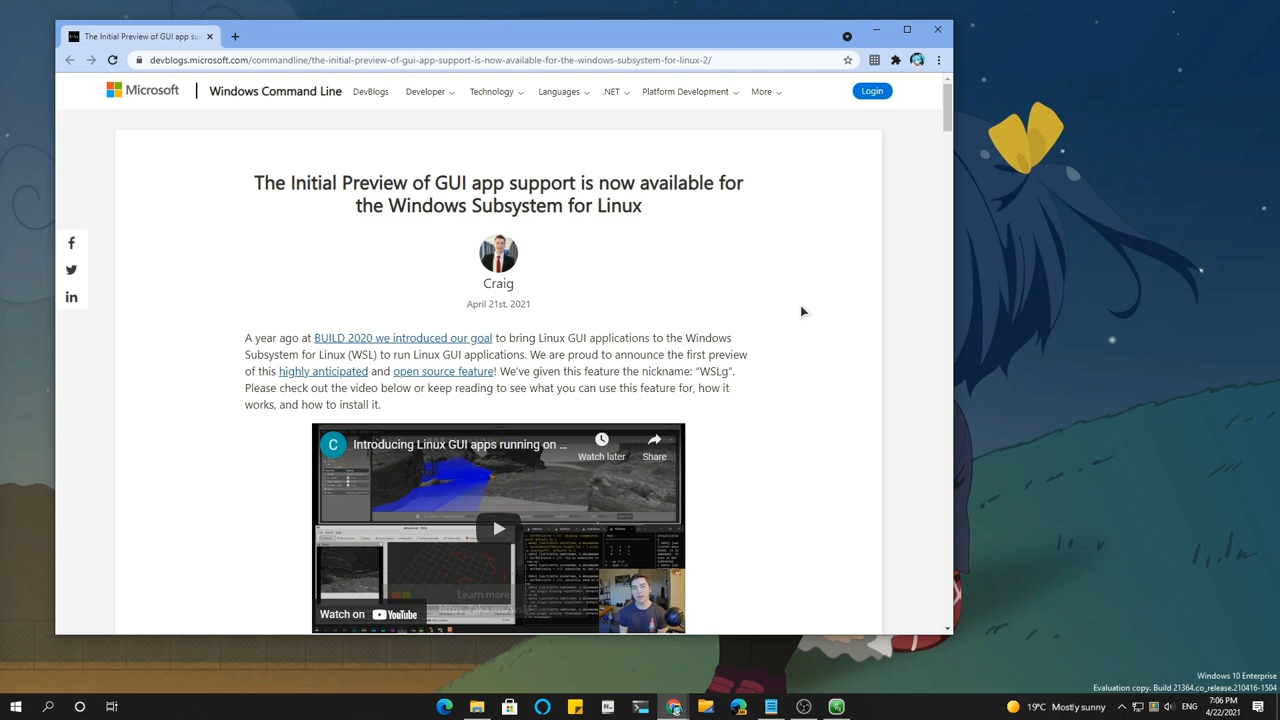 The Initial Preview of GUI app su
devblogs.microsoft.com/commandline/the-initial-preview-of-gui-app-support-is-now-available-for-the-windows-subsystem-for-linux-2/
Microsoft Windows Command Line DevBlogs Developer Technology Languages .NET Platform Development More Login
The Initial Preview of GUI app support is now available for
the Windows Subsystem for Linux
Craig
April 21st, 2021
A year ago at BUILD 2020 we introduced our goal to bring Linux GUI applications to the Windows
Subsystem for Linux (WSL) to run Linux GUI applications. We are proud to announce the first preview
of this highly anticipated and open source feature! We've given this feature the nickname: "WSLg".
Please check out the video below or keep reading to see what you can use this feature for, how it
works, and how to install it.
C Introducing Linux GUI apps running on ...
Watch later Share
Learn more
Watch on YouTube
Windows 10 Enterprise
Evaluation copy. Build 21364.co_release.210416-1504
19°C Mostly sunny ENG
7:06 PM
4/22/2021